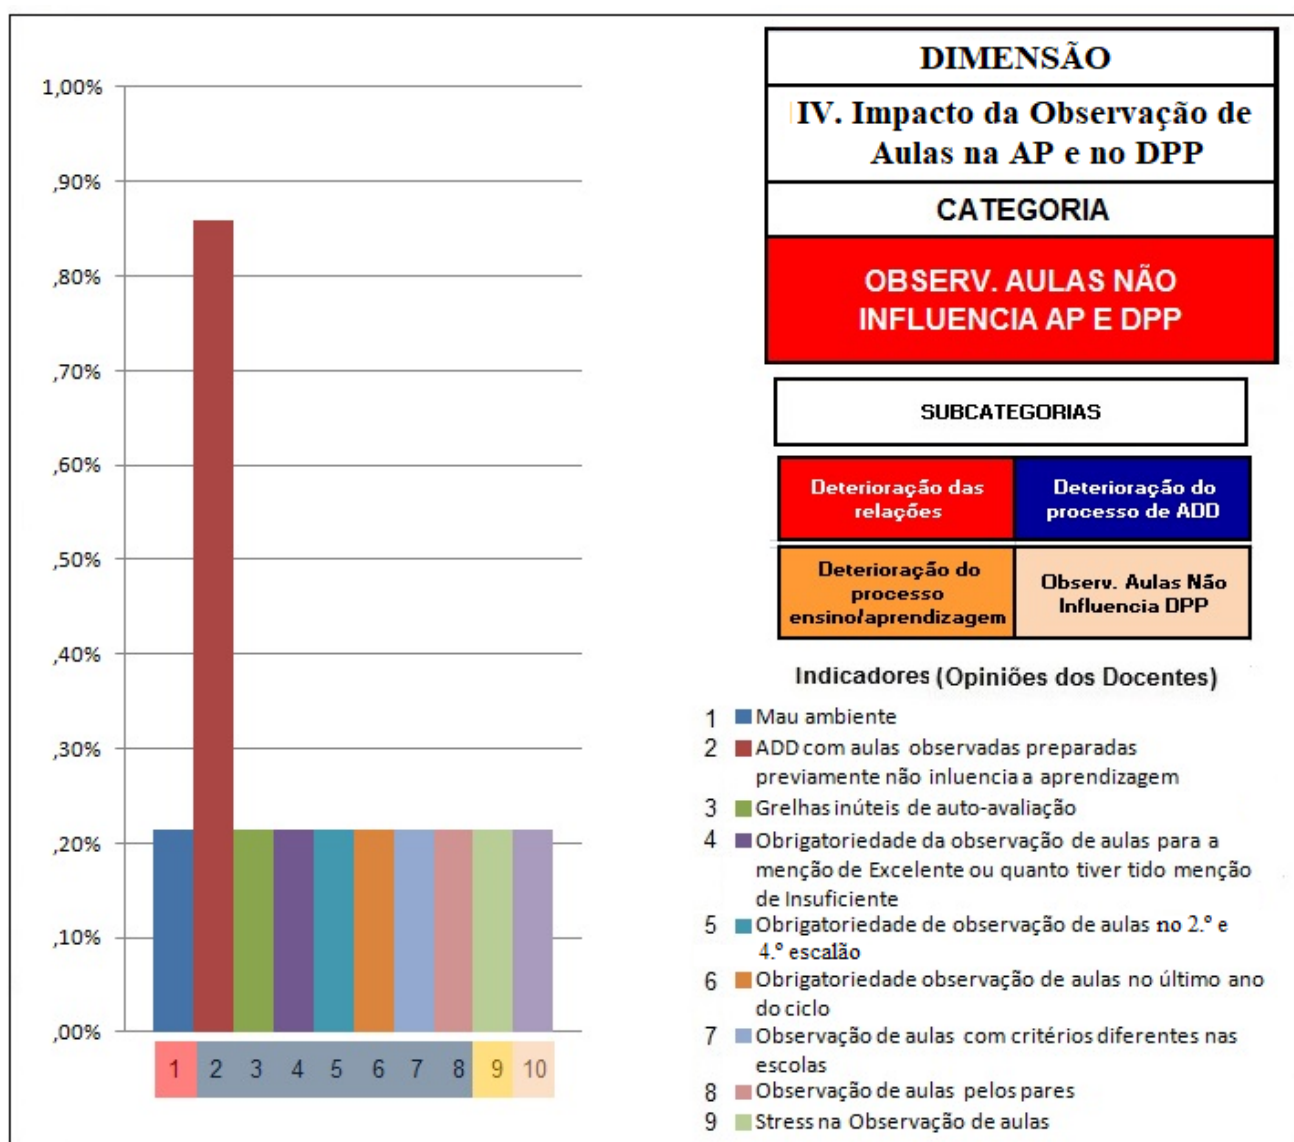 1,00%
,90%
,80%
,70%
,60%
,50%
,40%
,30%
,20%
,10%
,00%
1 2 3 4 5 6 7 8 9 10
DIMENSÃO
IV. Impacto da Observação de
Aulas na AP e no DPP
CATEGORIA
OBSERV. AULAS NÃO
INFLUENCIA AP E DPP
SUBCATEGORIAS
Deterioração das
relações
Deterioração do
processo de ADD
Deterioração do
processo
ensino/aprendizagem
Observ. Aulas Não
Influencia DPP
Indicadores (Opiniões dos Docentes)
1 Mau ambiente
2 ADD com aulas observadas preparadas
previamente não inluencia a aprendizagem
3 Grelhas inúteis de auto-avaliação
4 Obrigatoriedade da observação de aulas para a
menção de Excelente ou quanto tiver tido menção
de Insuficiente
5 Obrigatoriedade de observação de aulas no 2.º e
4.º escalão
6 Obrigatoriedade observação de aulas no último ano
do ciclo
7 Observação de aulas com critérios diferentes nas
escolas
8 Observação de aulas pelos pares
9 Stress na Observação de aulas